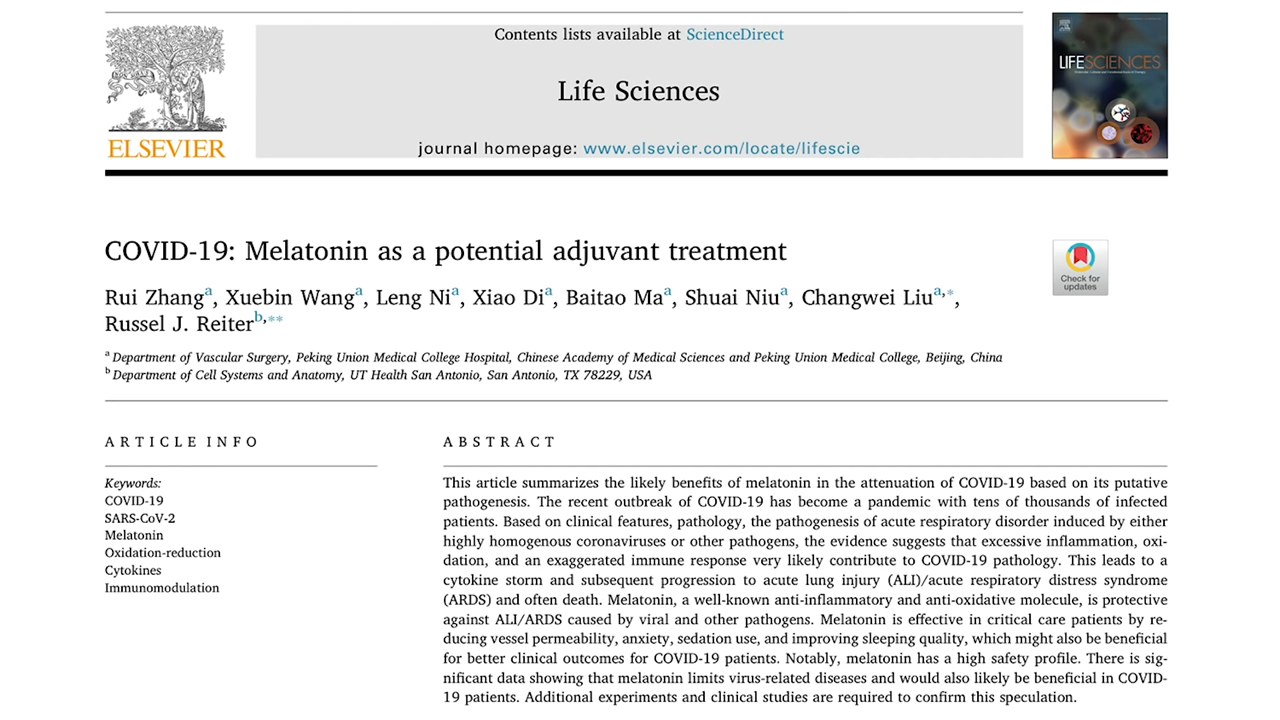 Contents lists available at ScienceDirect
Life Sciences
journal homepage: www.elsevier.com/locate/lifescie
ELSEVIER
LIFESCIENCES
COVID-19: Melatonin as a potential adjuvant treatment
Check for
updates
Rui Zhangᵃ, Xuebin Wangᵃ, Leng Niᵃ, Xiao Diᵃ, Baitao Maᵃ, Shuai Niuᵃ, Changwei Liuᵃ,*,
Russel J. Reiterᵇ,**
ᵃ Department of Vascular Surgery, Peking Union Medical College Hospital, Chinese Academy of Medical Sciences and Peking Union Medical College, Beijing, China
ᵇ Department of Cell Systems and Anatomy, UT Health San Antonio, San Antonio, TX 78229, USA
ARTICLE INFO
Keywords:
COVID-19
SARS-CoV-2
Melatonin
Oxidation-reduction
Cytokines
Immunomodulation
ABSTRACT
This article summarizes the likely benefits of melatonin in the attenuation of COVID-19 based on its putative
pathogenesis. The recent outbreak of COVID-19 has become a pandemic with tens of thousands of infected
patients. Based on clinical features, pathology, the pathogenesis of acute respiratory disorder induced by either
highly homogenous coronaviruses or other pathogens, the evidence suggests that excessive inflammation, oxi-
dation, and an exaggerated immune response very likely contribute to COVID-19 pathology. This leads to a
cytokine storm and subsequent progression to acute lung injury (ALI)/acute respiratory distress syndrome
(ARDS) and often death. Melatonin, a well-known anti-inflammatory and anti-oxidative molecule, is protective
against ALI/ARDS caused by viral and other pathogens. Melatonin is effective in critical care patients by re-
ducing vessel permeability, anxiety, sedation use, and improving sleeping quality, which might also be beneficial
for better clinical outcomes for COVID-19 patients. Notably, melatonin has a high safety profile. There is sig-
nificant data showing that melatonin limits virus-related diseases and would also likely be beneficial in COVID-
19 patients. Additional experiments and clinical studies are required to confirm this speculation.